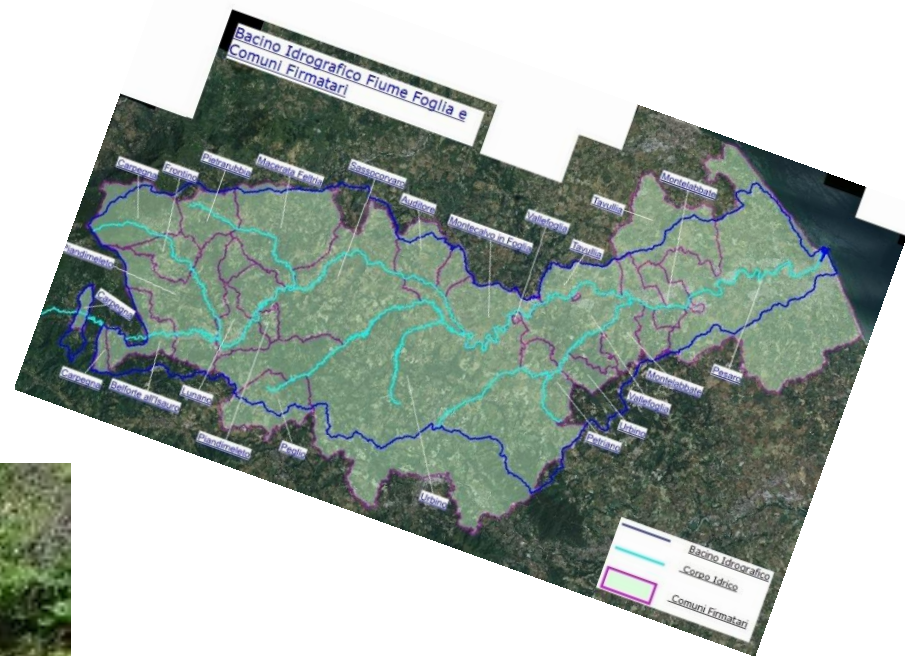 Bacino Idrografico Fiume Foglia e
Comuni Firmatari
Carpegna
Frontino
Pietrarubbia
Macerata Feltria
Sassocorvaro
Auditore
Montecalvo in Foglia
Vallefoglia
Tavullia
Tavullia
Montelabbate
Piandimeleto
Carpegna
Carpegna
Belforte all'Isauro
Lunano
Piandimeleto
Peglio
Urbino
Petriano
Urbino
Vallefoglia
Montelabbate
Pesaro
Bacino Idrografico
Corpo Idrico
Comuni Firmatari